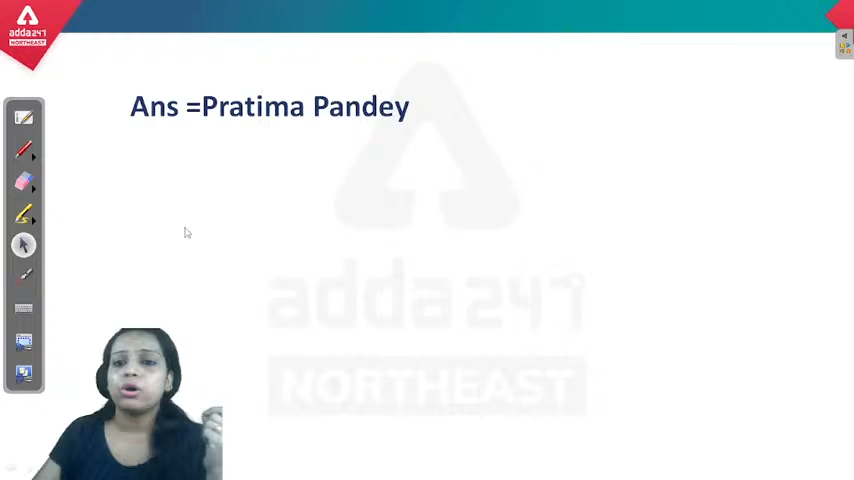 adda247
NORTHEAST
Ans =Pratima Pandey
adda247
NORTHEAST